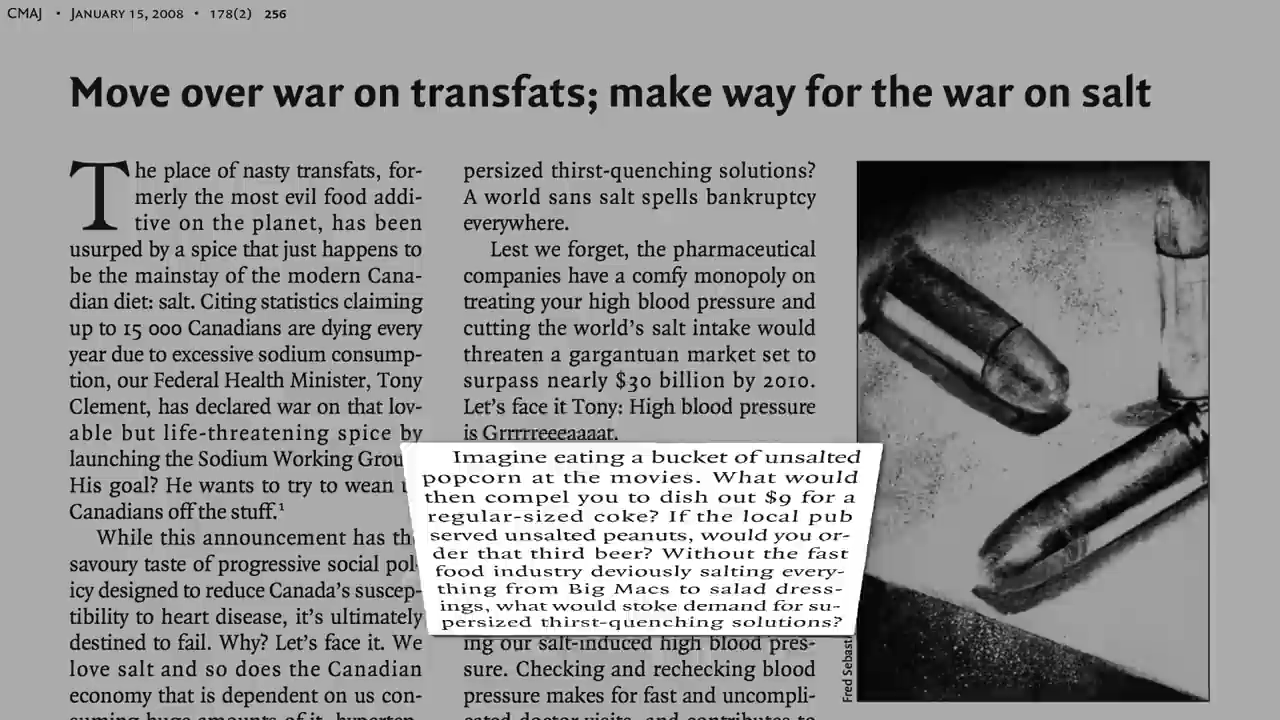 CMAJ • JANUARY 15, 2008 • 178(2) 256
Move over war on transfats; make way for the war on salt
The place of nasty transfats, for-
merly the most evil food addi-
tive on the planet, has been
usurped by a spice that just happens to
be the mainstay of the modern Cana-
dian diet: salt. Citing statistics claiming
up to 15 000 Canadians are dying every
year due to excessive sodium consump-
tion, our Federal Health Minister, Tony
Clement, has declared war on that lov-
able but life-threatening spice by
launching the Sodium Working
His goal? He wants to try to wean
Canadians off the stuff.¹
While this announcement has
savoury taste of progressive social
icy designed to reduce Canada's suscep-
tibility to heart disease, it's ultimately
destined to fail. Why? Let's face it. We
love salt and so does the Canadian
economy that is dependent on us con-
suming huge amounts of it.
persized thirst-quenching solutions?
A world sans salt spells bankruptcy
everywhere.
Lest we forget, the pharmaceutical
companies have a comfy monopoly on
treating your high blood pressure and
cutting the world's salt intake would
threaten a gargantuan market set to
surpass nearly $30 billion by 2010.
Let's face it Tony: High blood pressure
is Grrrrreeeaaaat.
Imagine eating a bucket of unsalted
popcorn at the movies. What would
then compel you to dish out $9 for a
regular-sized coke? If the local pub
served unsalted peanuts, would you or-
der that third beer? Without the fast
food industry deviously salting every-
thing from Big Macs to salad dress-
ings, what would stoke demand for su-
persized thirst-quenching solutions?
ing our salt-induced high blood pres-
sure. Checking and rechecking blood
pressure makes for fast and uncompli-
cated doctor visits, and contributes to
Fred